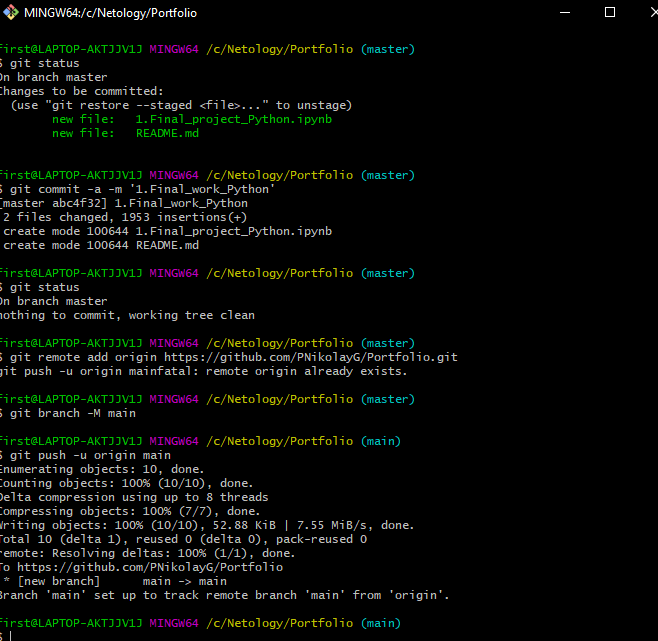 MINGW64:/c/Netology/Portfolio
first@LAPTOP-AKTJJV1J MINGW64 /c/Netology/Portfolio (master)
$ git status
On branch master
Changes to be committed:
(use "git restore --staged <file>..." to unstage)
new file: 1.Final_project_Python.ipynb
new file: README.md
first@LAPTOP-AKTJJV1J MINGW64 /c/Netology/Portfolio (master)
$ git commit -a -m '1.Final_work_Python'
[master abc4f32] 1.Final_work_Python
2 files changed, 1953 insertions(+)
create mode 100644 1.Final_project_Python.ipynb
create mode 100644 README.md
first@LAPTOP-AKTJJV1J MINGW64 /c/Netology/Portfolio (master)
$ git status
On branch master
nothing to commit, working tree clean
first@LAPTOP-AKTJJV1J MINGW64 /c/Netology/Portfolio (master)
$ git remote add origin https://github.com/PNikolayG/Portfolio.git
git push -u origin mainfatal: remote origin already exists.
first@LAPTOP-AKTJJV1J MINGW64 /c/Netology/Portfolio (master)
$ git branch -M main
first@LAPTOP-AKTJJV1J MINGW64 /c/Netology/Portfolio (main)
$ git push -u origin main
Enumerating objects: 10, done.
Counting objects: 100% (10/10), done.
Delta compression using up to 8 threads
Compressing objects: 100% (7/7), done.
Writing objects: 100% (10/10), 52.88 KiB | 7.55 MiB/s, done.
Total 10 (delta 1), reused 0 (delta 0), pack-reused 0
remote: Resolving deltas: 100% (1/1), done.
To https://github.com/PNikolayG/Portfolio
* [new branch] main -> main
Branch 'main' set up to track remote branch 'main' from 'origin'.
first@LAPTOP-AKTJJV1J MINGW64 /c/Netology/Portfolio (main)
$